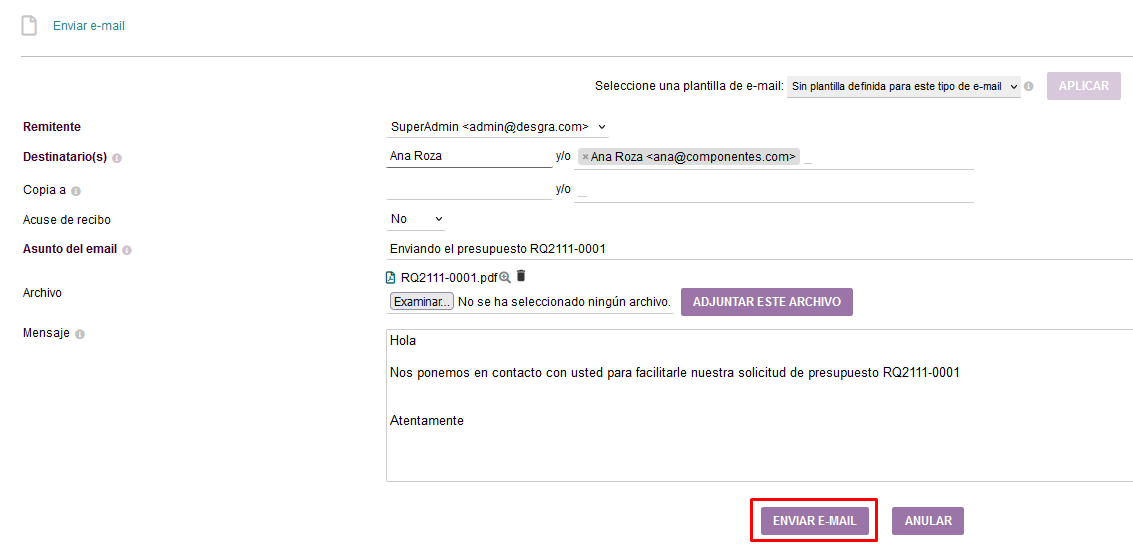 Enviar e-mail
Seleccione una plantilla de e-mail: Sin plantilla definida para este tipo de e-mail APLICAR
Remitente SuperAdmin <admin@desgra.com>
Destinatario(s) Ana Roza y/o × Ana Roza <ana@componentes.com>
Copia a y/o
Acuse de recibo No
Asunto del email Enviando el presupuesto RQ2111-0001
RQ2111-0001.pdf
Archivo
Examinar... No se ha seleccionado ningún archivo. ADJUNTAR ESTE ARCHIVO
Mensaje
Hola
Nos ponemos en contacto con usted para facilitarle nuestra solicitud de presupuesto RQ2111-0001
Atentamente
ENVIAR E-MAIL ANULAR